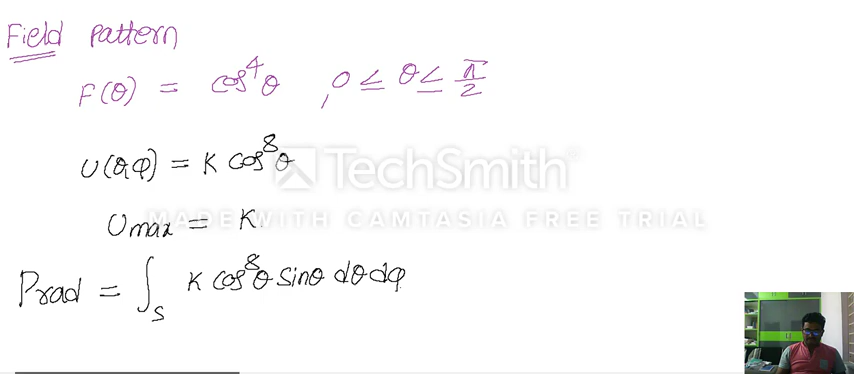 Field Pattern
F(θ) = cos⁴θ , 0 ≤ θ ≤ π/2
U(θ,φ) = K cos⁸θ
TechSmith
MADE WITH CAMTASIA FREE TRIAL
Umax = K.
Prad = ∫s K cos⁸θ sinθ dθ dφ